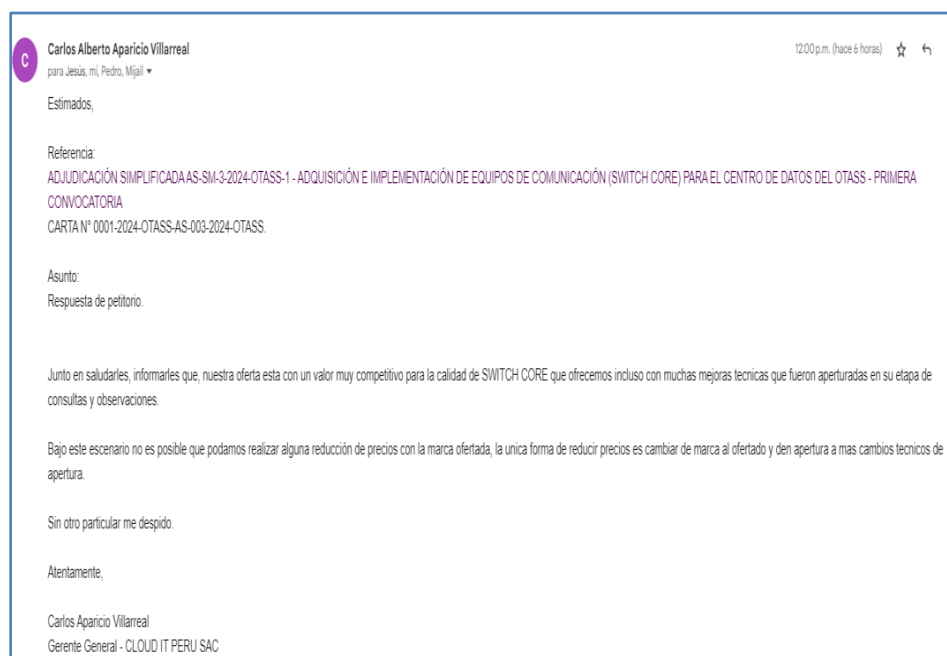 C
Carlos Alberto Aparicio Villarreal
12:00 p.m. (hace 6 horas)
para Jesús, mí, Pedro, Mijail
Estimados,
Referencia:
ADJUDICACIÓN SIMPLIFICADA AS-SM-3-2024-OTASS-1 - ADQUISICIÓN E IMPLEMENTACIÓN DE EQUIPOS DE COMUNICACIÓN (SWITCH CORE) PARA EL CENTRO DE DATOS DEL OTASS - PRIMERA
CONVOCATORIA
CARTA N° 0001-2024-OTASS-AS-003-2024-OTASS.
Asunto:
Respuesta de petitorio.
Junto en saludarles, informarles que, nuestra oferta esta con un valor muy competitivo para la calidad de SWITCH CORE que ofrecemos incluso con muchas mejoras tecnicas que fueron aperturadas en su etapa de
consultas y observaciones.
Bajo este escenario no es posible que podamos realizar alguna reducción de precios con la marca ofertada, la unica forma de reducir precios es cambiar de marca al ofertado y den apertura a mas cambios tecnicos de
apertura.
Sin otro particular me despido.
Atentamente,
Carlos Aparicio Villarreal
Gerente General - CLOUD IT PERU SAC